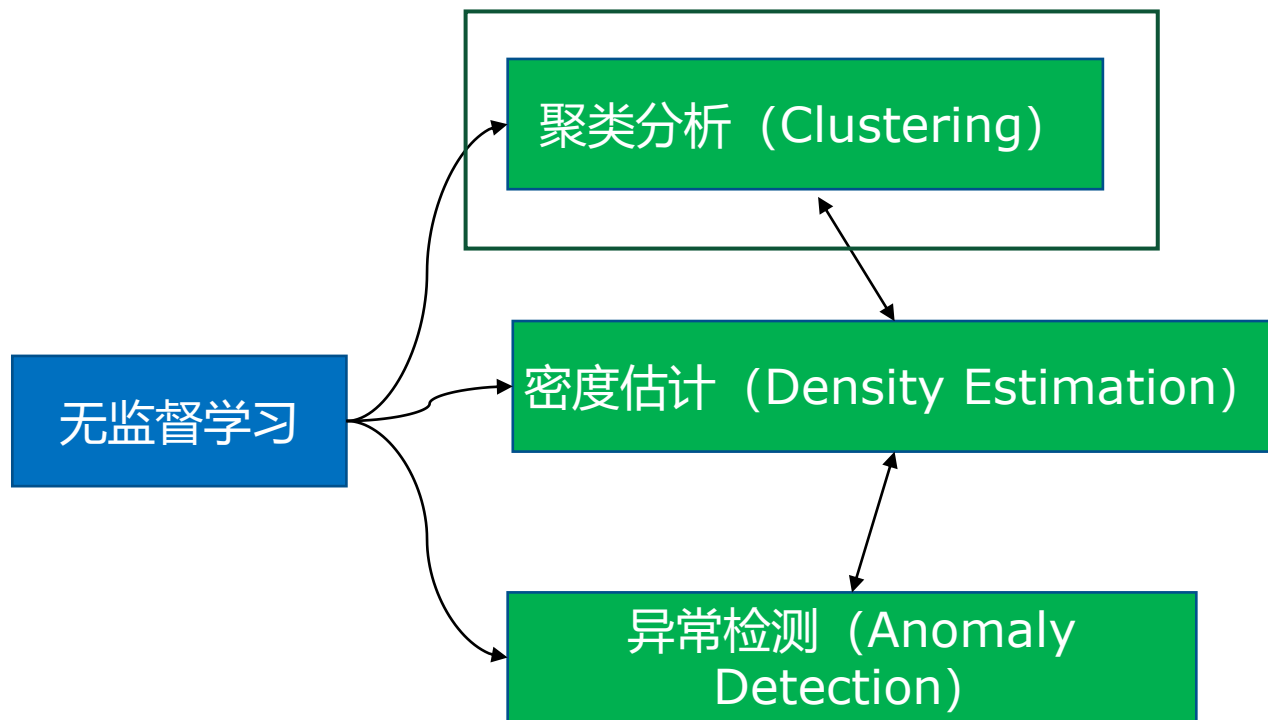 聚类分析（Clustering）
密度估计（Density Estimation）
无监督学习
异常检测（Anomaly
Detection）